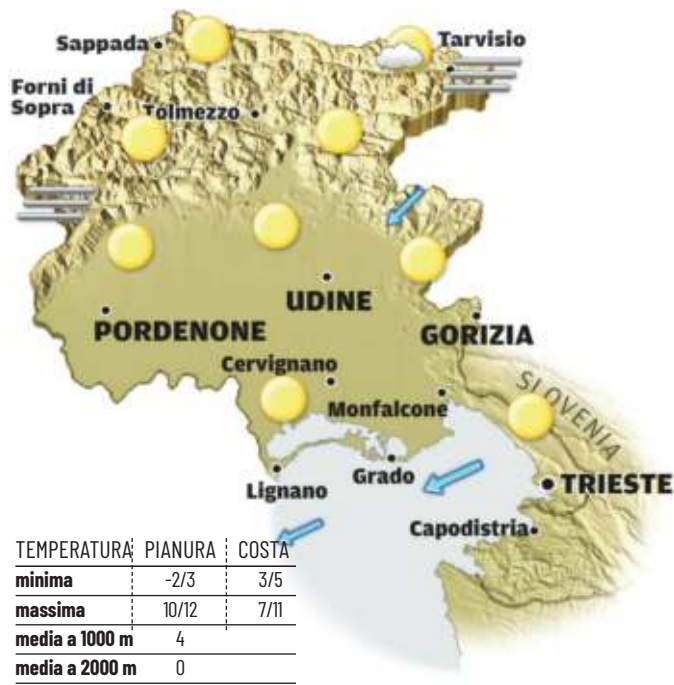 Sappada
Tarvisio
Forni di
Sopra
Tolmezzo
UDINE
PORDENONE
GORIZIA
Cervignano
Monfalcone
SLOVENIA
Grado
Lignano
TRIESTE
Capodistria
TEMPERATURA PIANURA COSTA
minima -2/3 3/5
massima 10/12 7/11
media a 1000 m 4
media a 2000 m 0